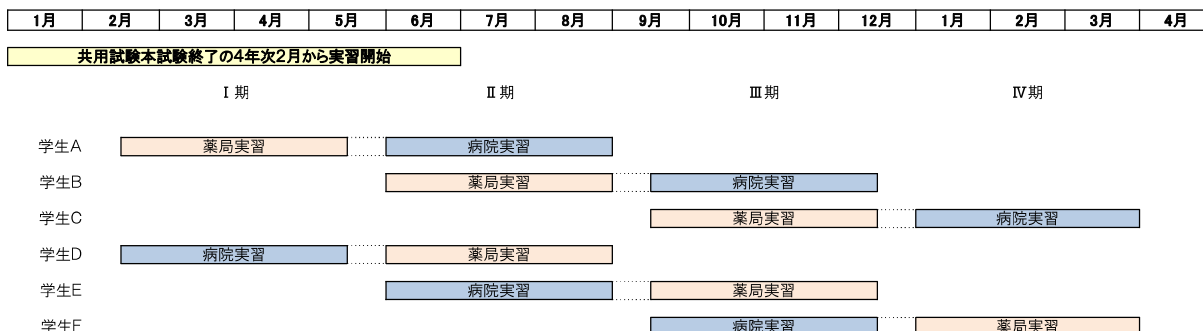 1月 2月 3月 4月 5月 6月 7月 8月 9月 10月 11月 12月 1月 2月 3月 4月
共用試験本試験終了の4年次2月から実習開始
Ⅰ期 Ⅱ期 Ⅲ期 Ⅳ期
学生A 薬局実習 病院実習
学生B 薬局実習 病院実習
学生C 薬局実習 病院実習
学生D 病院実習 薬局実習
学生E 病院実習 薬局実習
学生F 病院実習 薬局実習